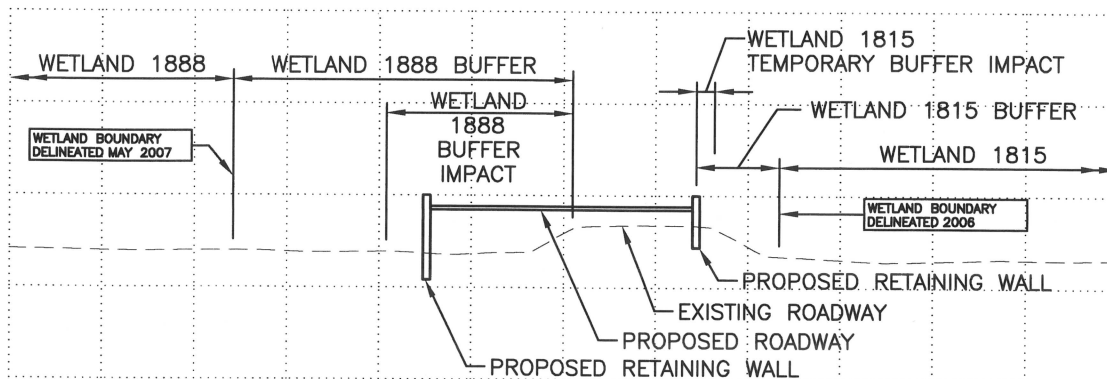 WETLAND 1888
WETLAND 1888 BUFFER
WETLAND 1815
TEMPORARY BUFFER IMPACT
WETLAND
1888
BUFFER
IMPACT
WETLAND 1815 BUFFER
WETLAND BOUNDARY
DELINEATED MAY 2007
WETLAND 1815
WETLAND BOUNDARY
DELINEATED 2006
PROPOSED RETAINING WALL
EXISTING ROADWAY
PROPOSED ROADWAY
PROPOSED RETAINING WALL